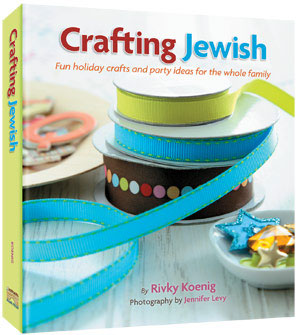 Crafting Jewish
Fun holiday crafts and party ideas for the whole family
By Rivky Koenig
Photography by Jennifer Levy
Crafting Jewish